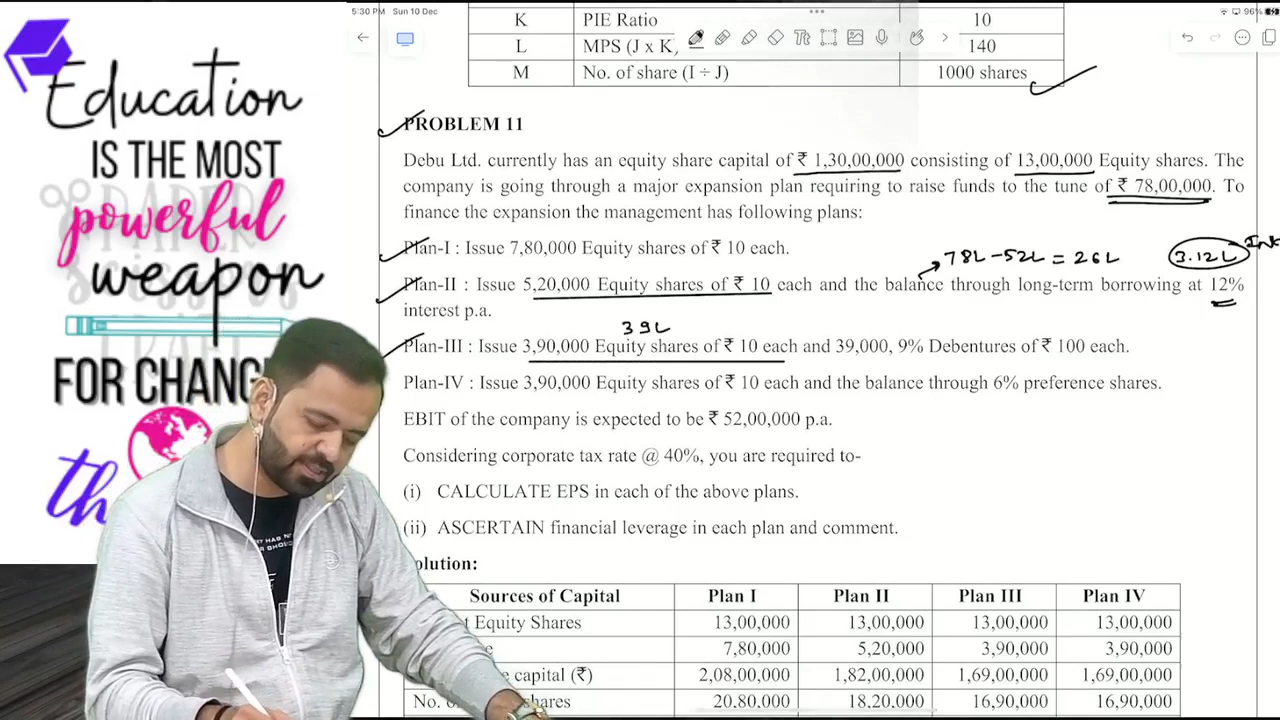 5:30 PM Sun 10 Dec
96%
K PIE Ratio 10
L MPS (J x K) 140
M No. of share (I ÷ J) 1000 shares
Education
IS THE MOST
powerful
weapon
FOR CHANG
th
PROBLEM 11
Debu Ltd. currently has an equity share capital of ₹ 1,30,00,000 consisting of 13,00,000 Equity shares. The
company is going through a major expansion plan requiring to raise funds to the tune of ₹ 78,00,000. To
finance the expansion the management has following plans:
Plan-I : Issue 7,80,000 Equity shares of ₹ 10 each.
78L - 52L = 26L 3.12L Int
Plan-II : Issue 5,20,000 Equity shares of ₹ 10 each and the balance through long-term borrowing at 12%
interest p.a.
39L
Plan-III : Issue 3,90,000 Equity shares of ₹ 10 each and 39,000, 9% Debentures of ₹ 100 each.
Plan-IV : Issue 3,90,000 Equity shares of ₹ 10 each and the balance through 6% preference shares.
EBIT of the company is expected to be ₹ 52,00,000 p.a.
Considering corporate tax rate @ 40%, you are required to-
(i) CALCULATE EPS in each of the above plans.
(ii) ASCERTAIN financial leverage in each plan and comment.
olution:
Sources of Capital Plan I Plan II Plan III Plan IV
t Equity Shares 13,00,000 13,00,000 13,00,000 13,00,000
e 7,80,000 5,20,000 3,90,000 3,90,000
capital (₹) 2,08,00,000 1,82,00,000 1,69,00,000 1,69,00,000
No. o shares 20,80,000 18,20,000 16,90,000 16,90,000